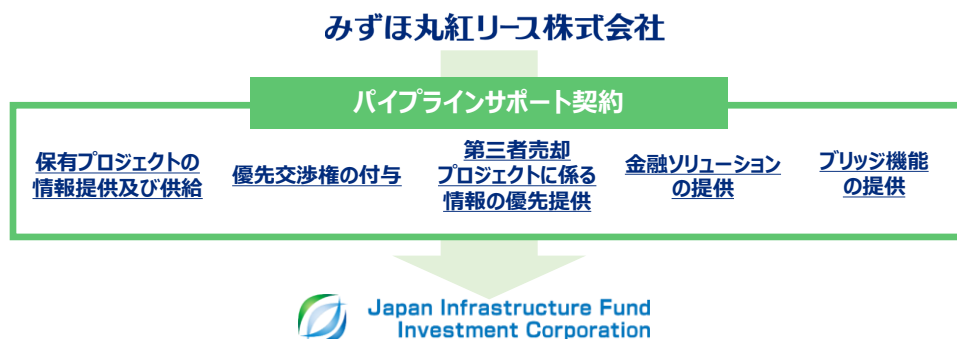 みずほ丸紅リース株式会社
パイプラインサポート契約
保有プロジェクトの
情報提供及び供給
優先交渉権の付与
第三者売却
プロジェクトに係る
情報の優先提供
金融ソリューション
の提供
ブリッジ機能
の提供
Japan Infrastructure Fund
Investment Corporation